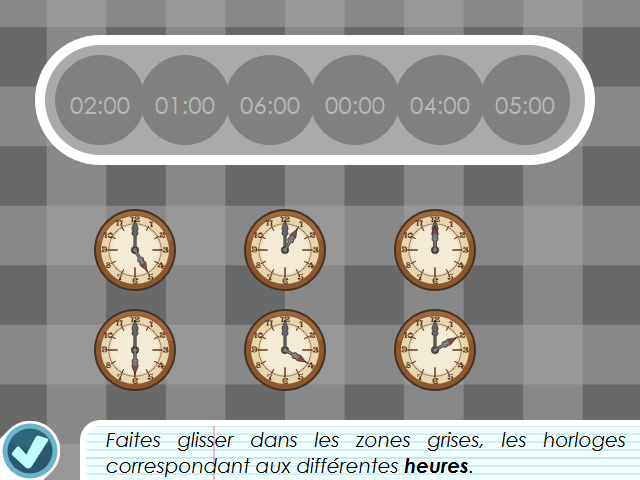 02:00 01:00 06:00 00:00 04:00 05:00
Faites glisser dans les zones grises, les horloges
correspondant aux différentes heures.